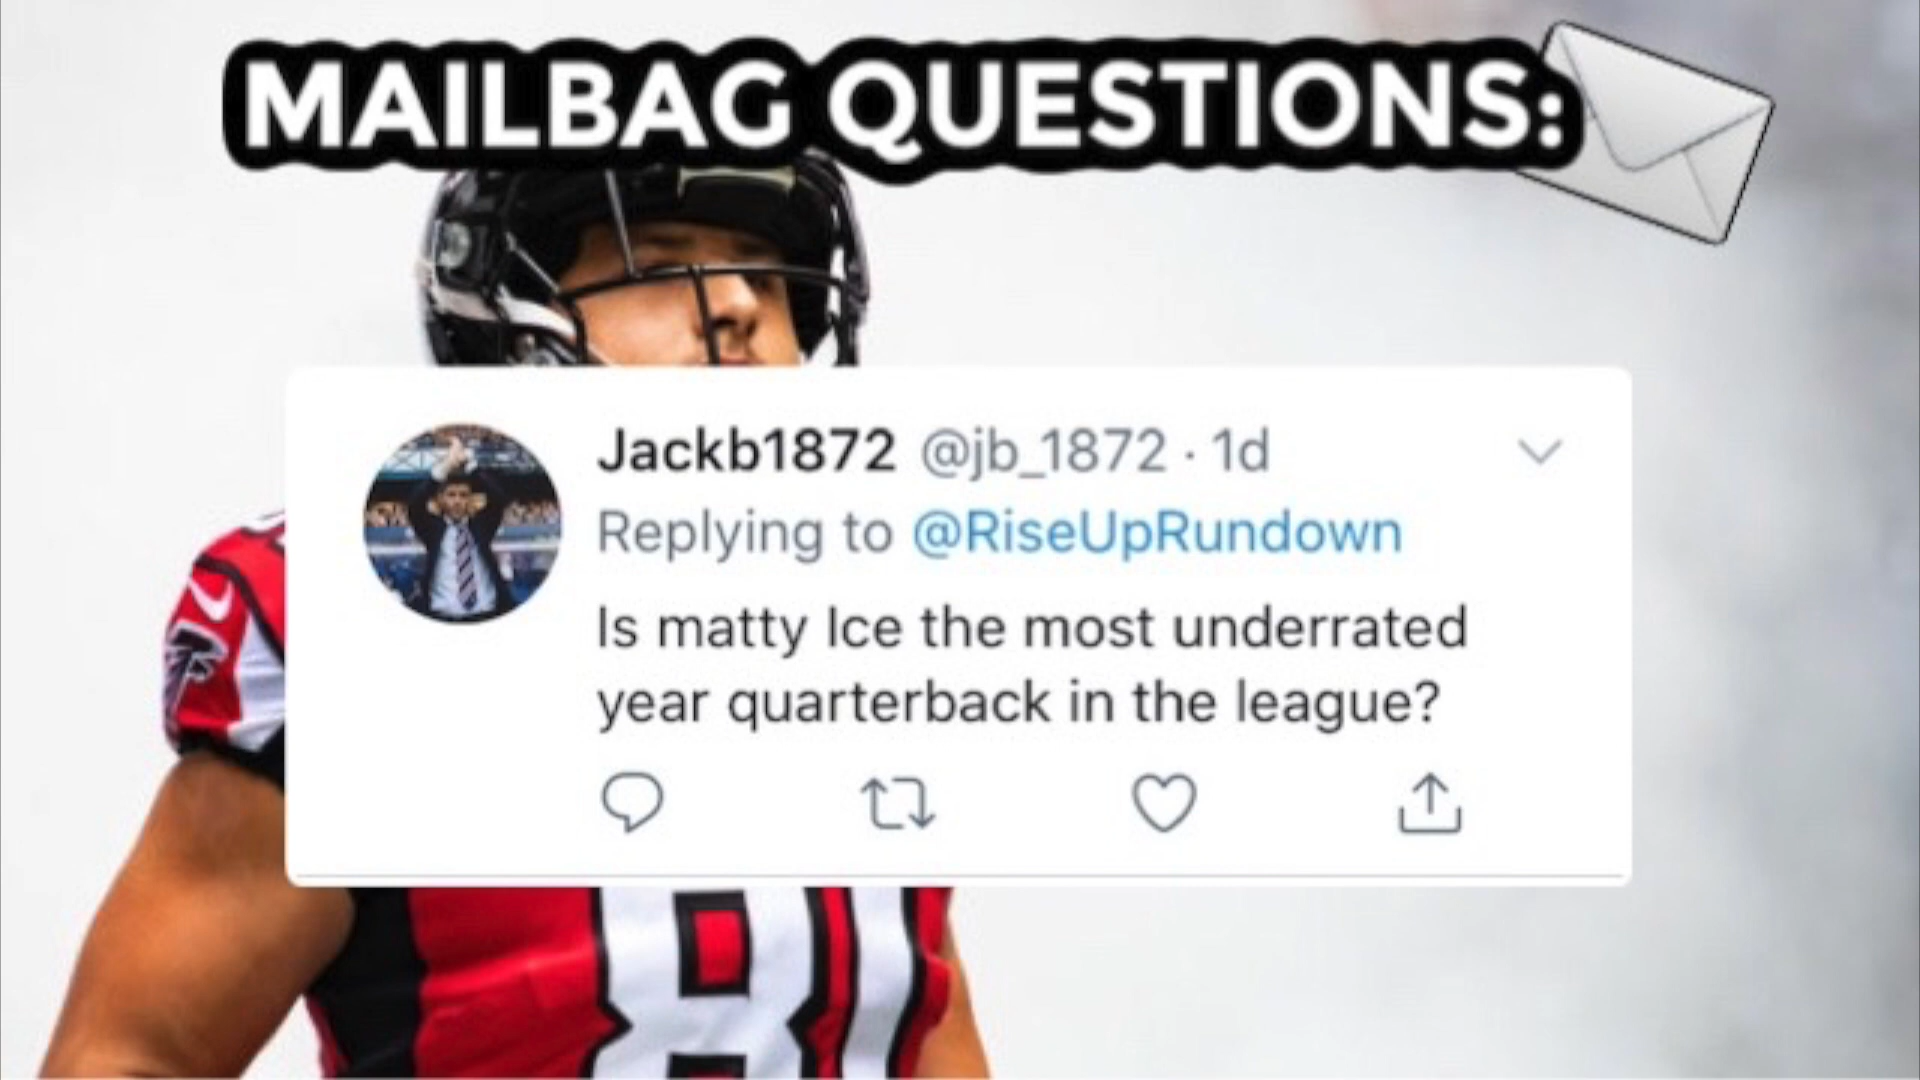 MAILBAG QUESTIONS:
Jackb1872 @jb_1872 · 1d
Replying to @RiseUpRundown
Is matty Ice the most underrated
year quarterback in the league?